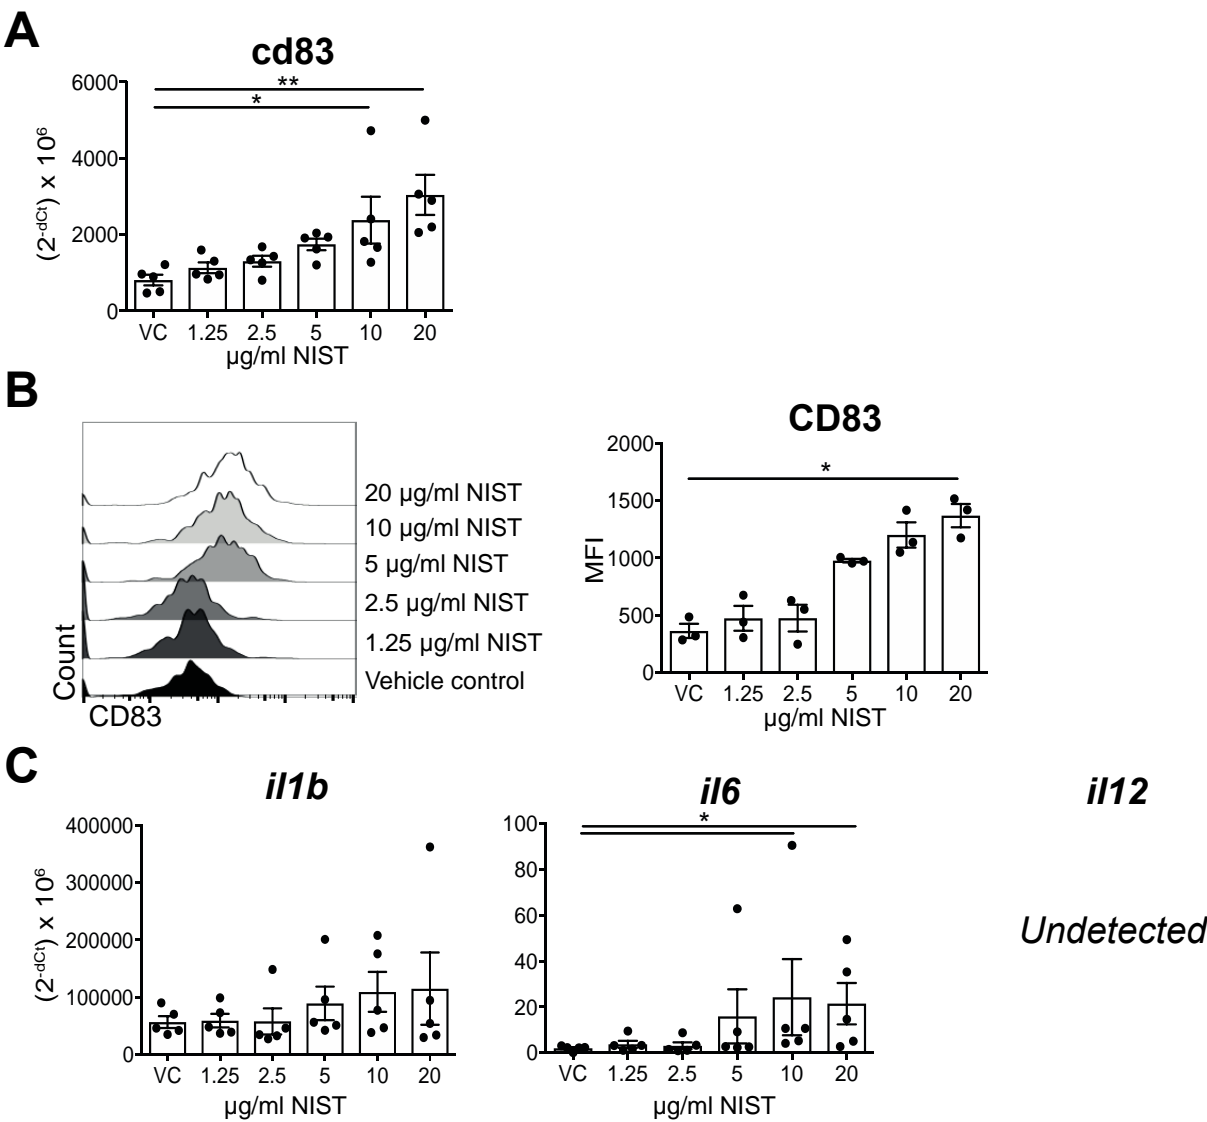 A
cd83
**
*
6000
4000
2000
0
(2-dCt) x 10⁶
VC 1.25 2.5 5 10 20
µg/ml NIST
B
Count
CD83
20 µg/ml NIST
10 µg/ml NIST
5 µg/ml NIST
2.5 µg/ml NIST
1.25 µg/ml NIST
Vehicle control
CD83
*
2000
1500
1000
500
0
MFI
VC 1.25 2.5 5 10 20
µg/ml NIST
C
il1b
400000
300000
200000
100000
0
(2-dCt) x 10⁶
VC 1.25 2.5 5 10 20
µg/ml NIST
il6
*
100
80
60
40
20
0
VC 1.25 2.5 5 10 20
µg/ml NIST
il12
Undetected